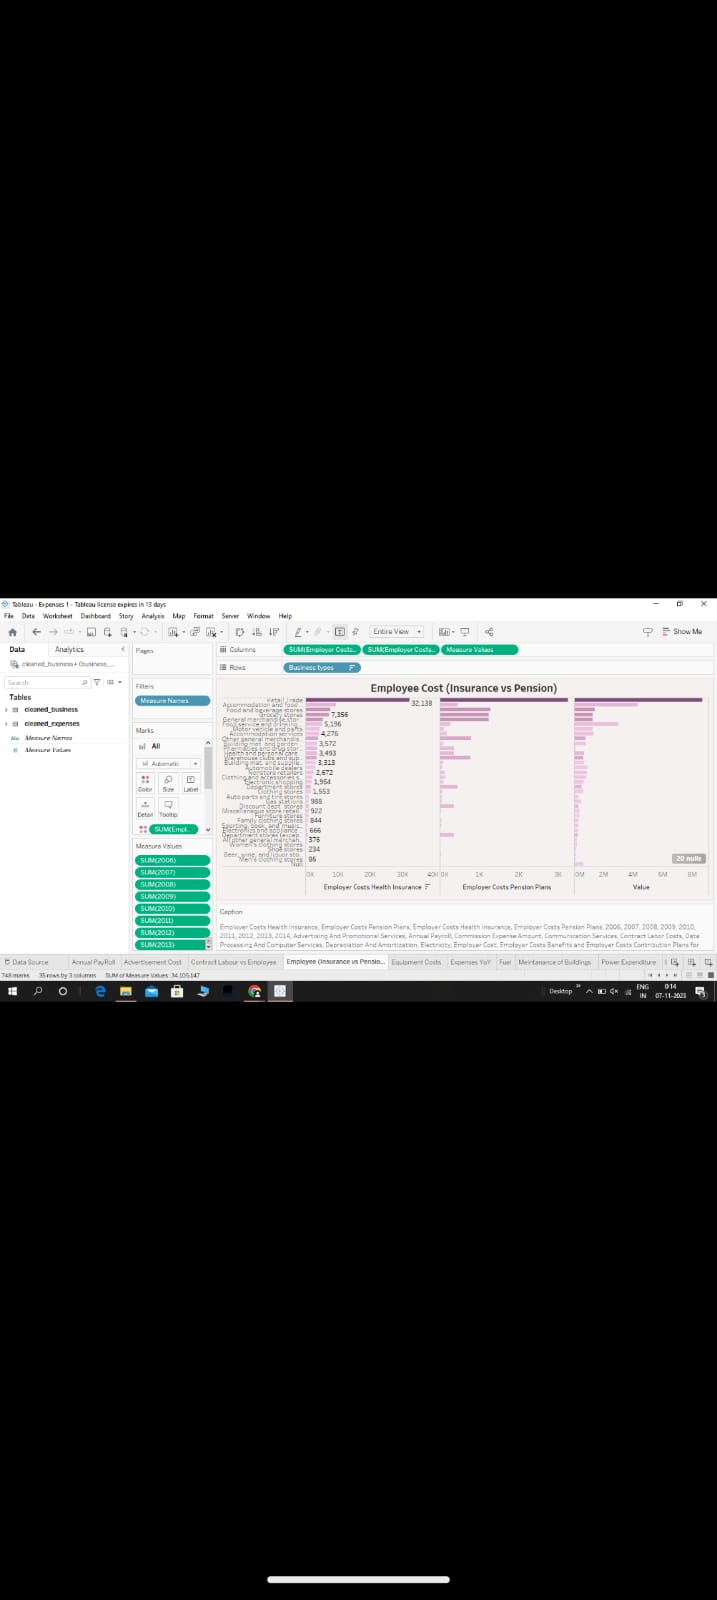 Tableau - Expenses 1 - Tableau license expires in 13 days
File Data Worksheet Dashboard Story Analysis Map Format Server Window Help
Entire View
Show Me
Data Analytics
cleaned_business+ (business_...
Search
Tables
cleaned_business
cleaned_expenses
Abc Measure Names
Measure Values
Pages
Filters
Measure Names
Marks
All
Automatic
Color Size Label
Detail Tooltip
SUM(Empl..
Measure Values
SUM(2006)
SUM(2007)
SUM(2008)
SUM(2009)
SUM(2010)
SUM(2011)
SUM(2012)
SUM(2013)
Columns SUM(Employer Costs.. SUM(Employer Costs.. Measure Values
Rows Business types
Employee Cost (Insurance vs Pension)
Retail Trade 32,138
Accommodation and food ..
Food and beverage stores
Grocery stores 7,356
General merchandise stor..
Food service and drinking .. 5,196
Motor vehicle and parts
Accommodation services 4,276
Other general merchandis..
Building mat. and garden .. 3,572
Pharmacies and drug stor..
Health and personal care .. 3,493
Warehouse clubs and sup..
Building mat. and supplie.. 3,313
Automobile dealers
Nonstore retailers 2,672
Clothing and accessories s..
Electronic shopping 1,954
Department stores
Clothing stores 1,553
Auto parts and tire stores
Gas stations 988
Discount dept. stores
Miscellaneous store retail.. 922
Furniture stores
Family clothing stores 844
Sporting, book, and music..
Electronics and appliance .. 666
Department stores (excep..
All other general merchan.. 376
Women's clothing stores
Shoe stores 234
Beer, wine, and liquor sto..
Men's clothing stores 86
Null
20 nulls
0K 10K 20K 30K 40K 0K 1K 2K 3K 0M 2M 4M 6M 8M
Employer Costs Health Insurance Employer Costs Pension Plans Value
Caption
Employer Costs Health Insurance, Employer Costs Pension Plans, Employer Costs Health Insurance, Employer Costs Pension Plans, 2006, 2007, 2008, 2009, 2010,
2011, 2012, 2013, 2014, Advertising And Promotional Services, Annual Payroll, Commission Expense Amount, Communication Services, Contract Labor Costs, Data
Processing And Computer Services, Depreciation And Amortization, Electricity, Employer Cost, Employer Costs Benefits and Employer Costs Contribution Plans for
Data Source Annual PayRoll Advertisement Cost Contract Labour vs Employee Employee (Insurance vs Pensio... Equipment Costs Expenses YoY Fuel Meintanance of Buildings Power Expenditure
748 marks 35 rows by 3 columns SUM of Measure Values: 34,105,147
Desktop ENG 0:14
IN 07-11-2023